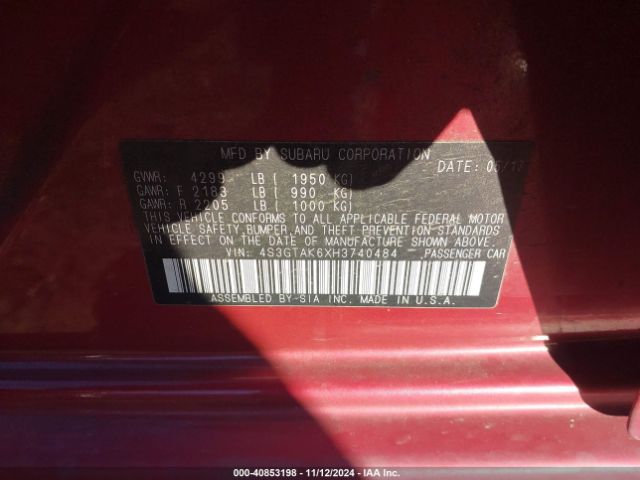 MFD BY SUBARU CORPORATION
DATE: 05/17
GVWR: 4299 LB ( 1950 KG)
GAWR: F 2183 LB ( 990 KG)
GAWR: R 2205 LB ( 1000 KG)
THIS VEHICLE CONFORMS TO ALL APPLICABLE FEDERAL MOTOR
VEHICLE SAFETY, BUMPER, AND THEFT PREVENTION STANDARDS
IN EFFECT ON THE DATE OF MANUFACTURE SHOWN ABOVE.
VIN: 4S3GTAK6XH3740484 PASSENGER CAR
ASSEMBLED BY-SIA INC. MADE IN U.S.A.
000-40853198 - 11/12/2024 - IAA Inc.